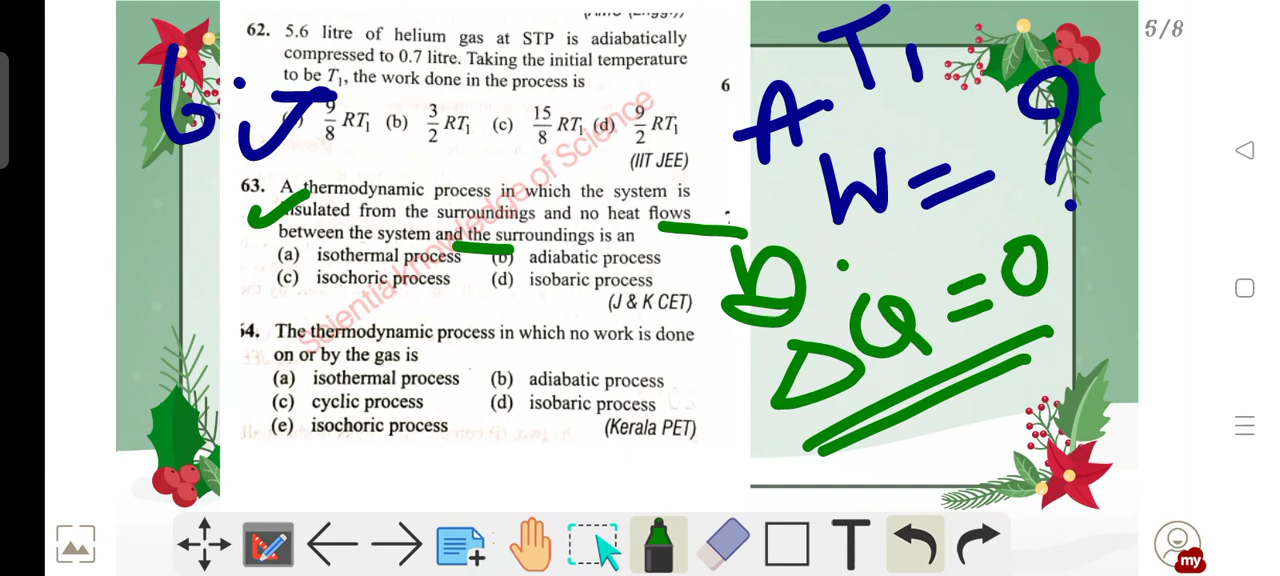 5/8
62. 5.6 litre of helium gas at STP is adiabatically
compressed to 0.7 litre. Taking the initial temperature
to be T₁, the work done in the process is
9/8 RT₁ (b) 3/2 RT₁ (c) 15/8 RT₁ (d) 9/2 RT₁
(IIT JEE)
63. A thermodynamic process in which the system is
insulated from the surroundings and no heat flows
between the system and the surroundings is an
(a) isothermal process (b) adiabatic process
(c) isochoric process (d) isobaric process
(J & K CET)
64. The thermodynamic process in which no work is done
on or by the gas is
(a) isothermal process (b) adiabatic process
(c) cyclic process (d) isobaric process
(e) isochoric process (Kerala PET)
Scientia knowledge of Science
6
T₁
A.
W = ?
D.
ΔQ = 0
T
my